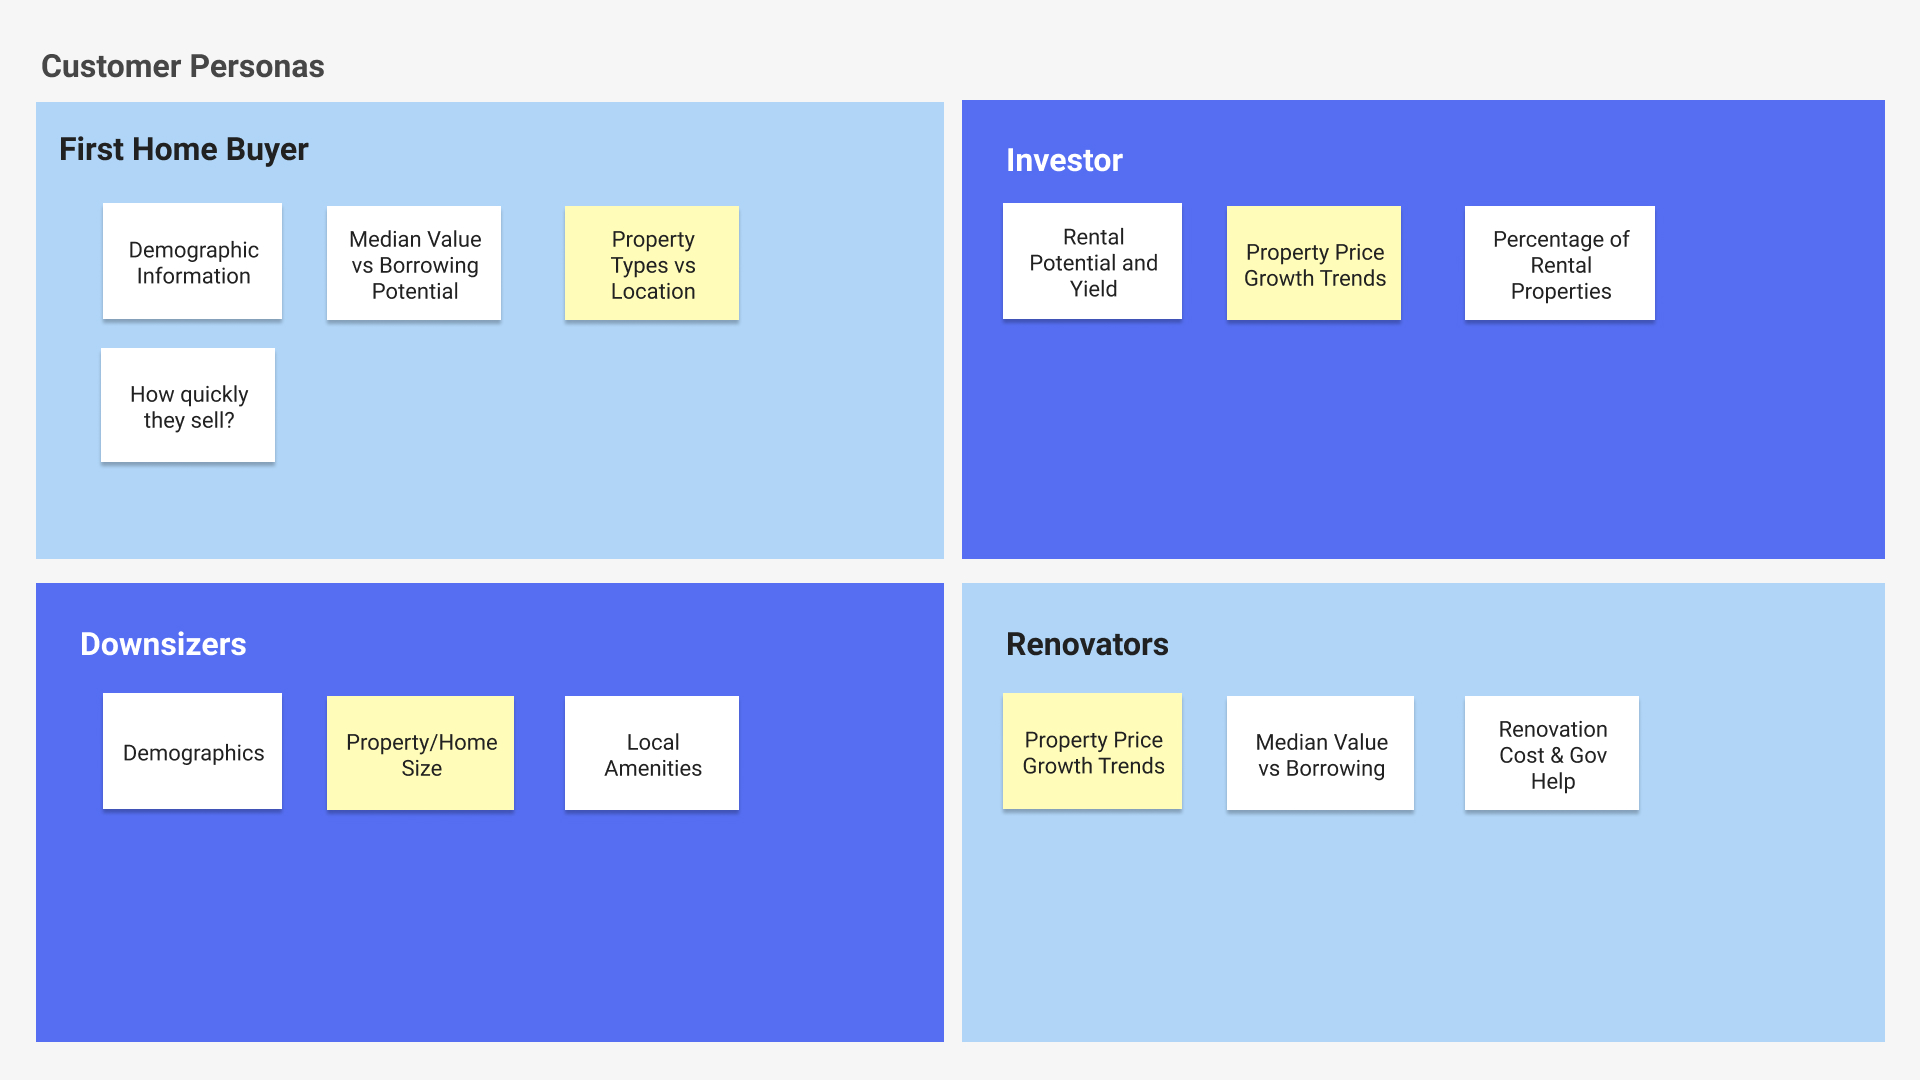 Customer Personas
First Home Buyer
Demographic
Information
Median Value
vs Borrowing
Potential
Property
Types vs
Location
How quickly
they sell?
Investor
Rental
Potential and
Yield
Property Price
Growth Trends
Percentage of
Rental
Properties
Downsizers
Demographics
Property/Home
Size
Local
Amenities
Renovators
Property Price
Growth Trends
Median Value
vs Borrowing
Renovation
Cost & Gov
Help